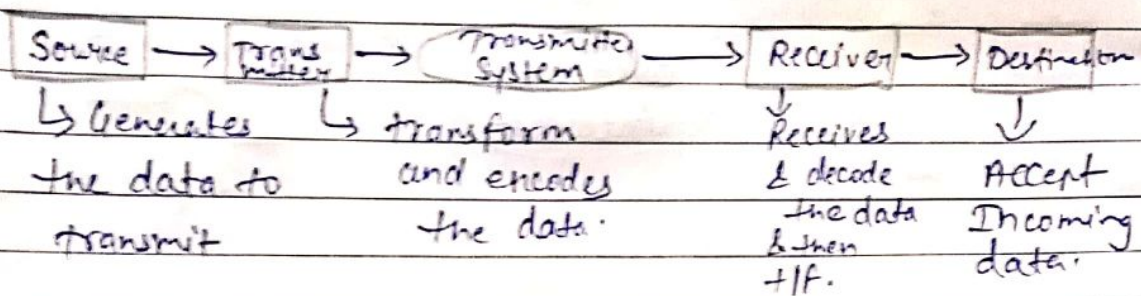 Source → Trans mitter → Transmitter System → Receiver → Destination
↳ Generates the data to transmit
↳ transform and encodes the data.
↓ Receives & decode the data & then t/f.
↓ Accept Incoming data.